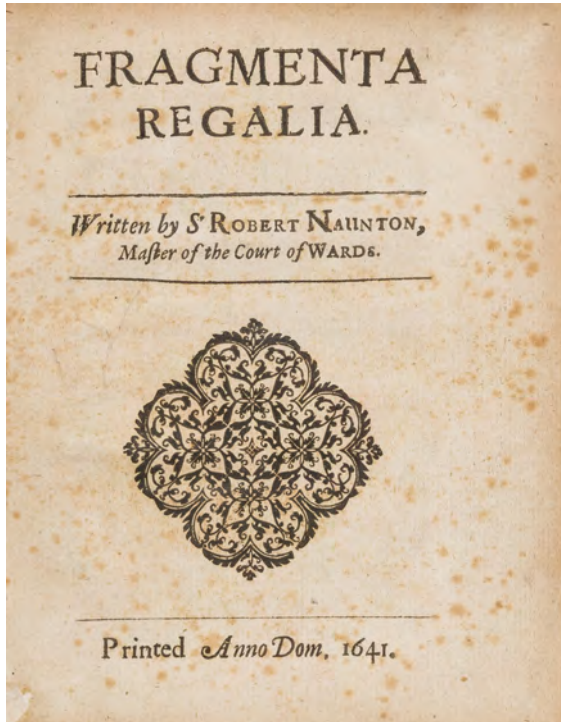 FRAGMENTA
REGALIA.
Written by Sr ROBERT NAUNTON,
Maſter of the Court of WARDS.
Printed Anno Dom. 1641.